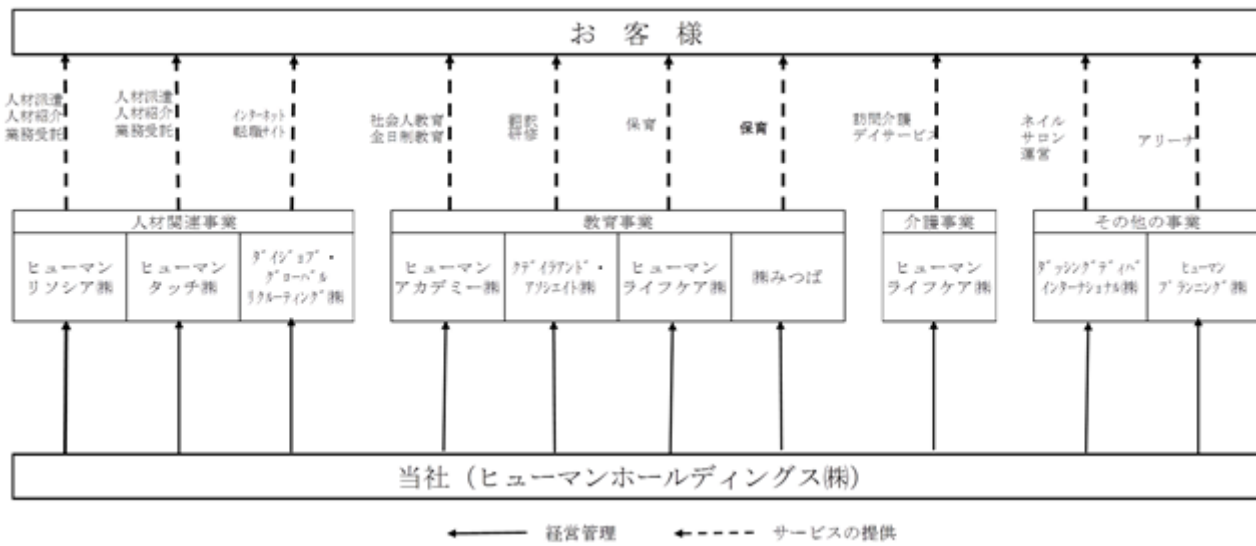 お 客 様
人材派遣
人材紹介
業務受託
人材派遣
人材紹介
業務受託
インターネット
転職サイト
社会人教育
全日制教育
翻訳
研修
保育
保育
訪問介護
デイサービス
ネイル
サロン
運営
アリーナ
人材関連事業
ヒューマン
リソシア㈱
ヒューマン
タッチ㈱
ダイジョブ・
グローバル
リクルーティング㈱
教育事業
ヒューマン
アカデミー㈱
クデイラアンド・
アソシエイト㈱
ヒューマン
ライフケア㈱
㈱みつば
介護事業
ヒューマン
ライフケア㈱
その他の事業
ダッシングディバ
インターナショナル㈱
ヒューマン
プランニング㈱
当社（ヒューマンホールディングス㈱）
経営管理
サービスの提供